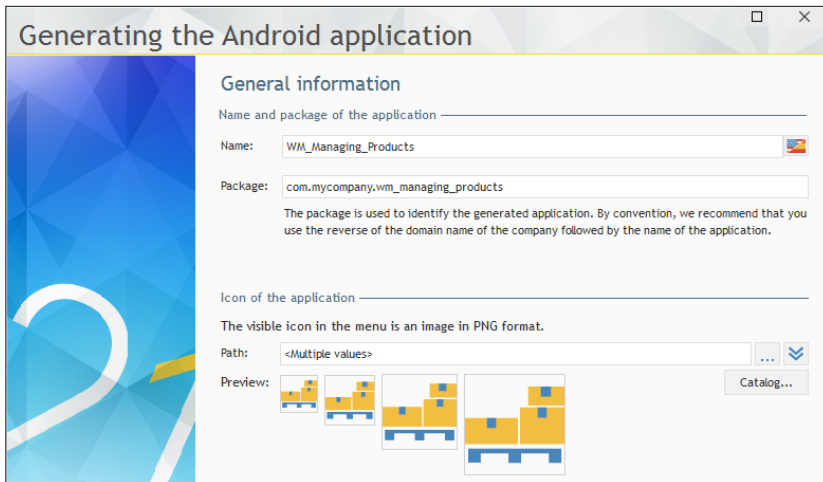 Generating the Android application
General information
Name and package of the application
Name: WM_Managing_Products
Package: com.mycompany.wm_managing_products
The package is used to identify the generated application. By convention, we recommend that you
use the reverse of the domain name of the company followed by the name of the application.
Icon of the application
The visible icon in the menu is an image in PNG format.
Path: <Multiple values> ...
Preview: Catalog...